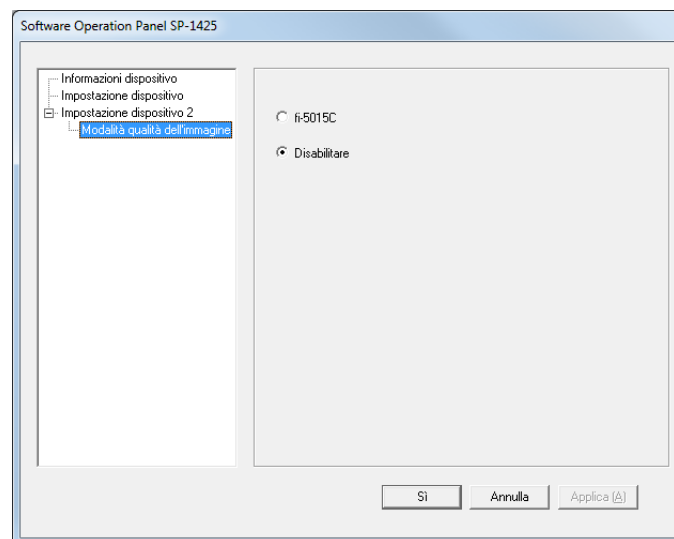 Software Operation Panel SP-1425
Informazioni dispositivo
Impostazione dispositivo
Impostazione dispositivo 2
Modalità qualità dell'immagine
fi-5015C
Disabilitare
Sì
Annulla
Applica (A)